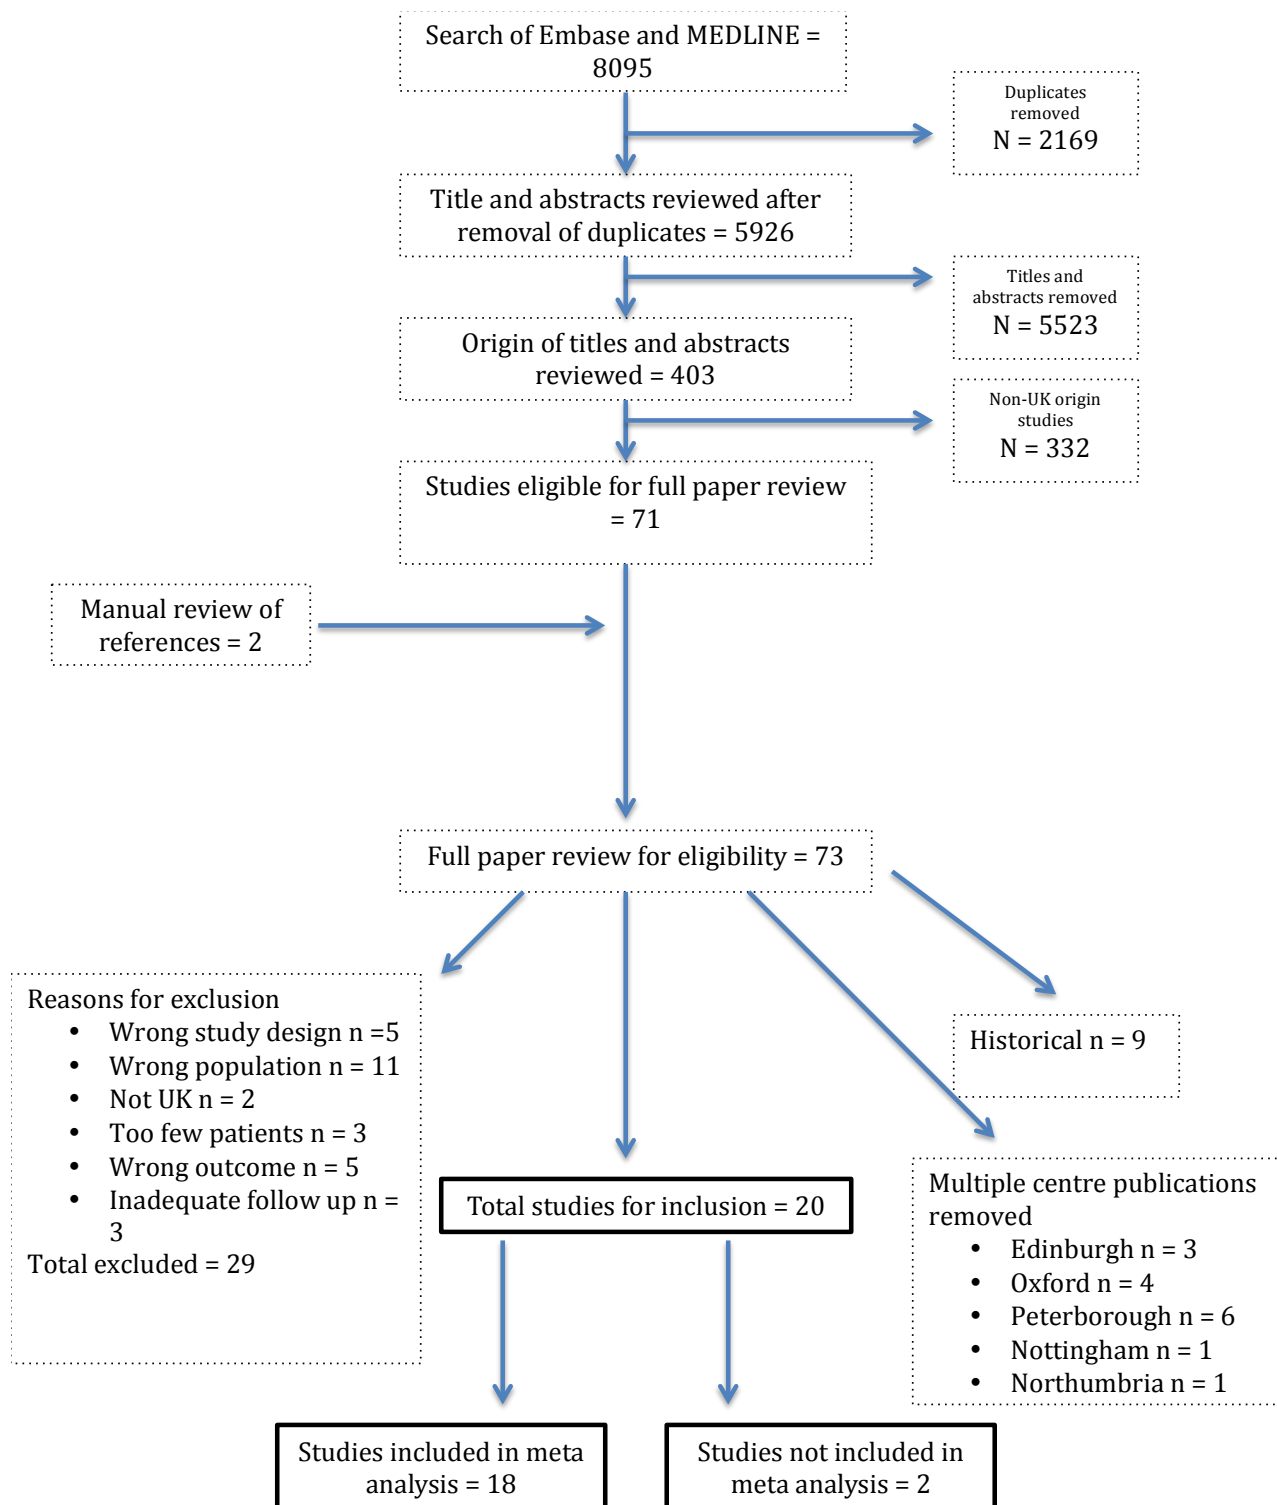 Search of Embase and MEDLINE =
8095
Duplicates
removed
N = 2169
Title and abstracts reviewed after
removal of duplicates = 5926
Titles and
abstracts removed
N = 5523
Origin of titles and abstracts
reviewed = 403
Non-UK origin
studies
N = 332
Studies eligible for full paper review
= 71
Manual review of
references = 2
Full paper review for eligibility = 73
Reasons for exclusion
• Wrong study design n =5
• Wrong population n = 11
• Not UK n = 2
• Too few patients n = 3
• Wrong outcome n = 5
• Inadequate follow up n =
3
Total excluded = 29
Historical n = 9
Total studies for inclusion = 20
Multiple centre publications
removed
• Edinburgh n = 3
• Oxford n = 4
• Peterborough n = 6
• Nottingham n = 1
• Northumbria n = 1
Studies included in meta
analysis = 18
Studies not included in
meta analysis = 2